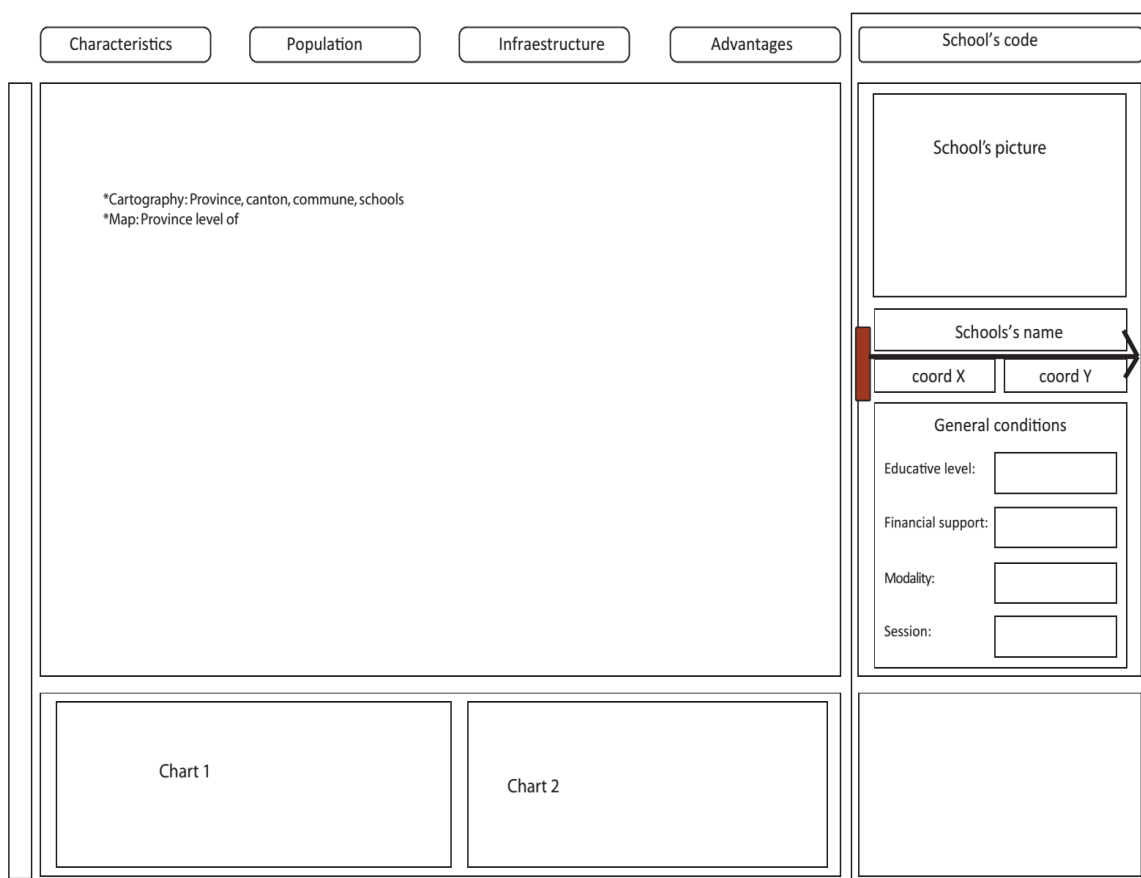 Characteristics
Population
Infraestructure
Advantages
School's code
*Cartography: Province, canton, commune, schools
*Map: Province level of
School's picture
Schools's name
coord X
coord Y
General conditions
Educative level:
Financial support:
Modality:
Session:
Chart 1
Chart 2